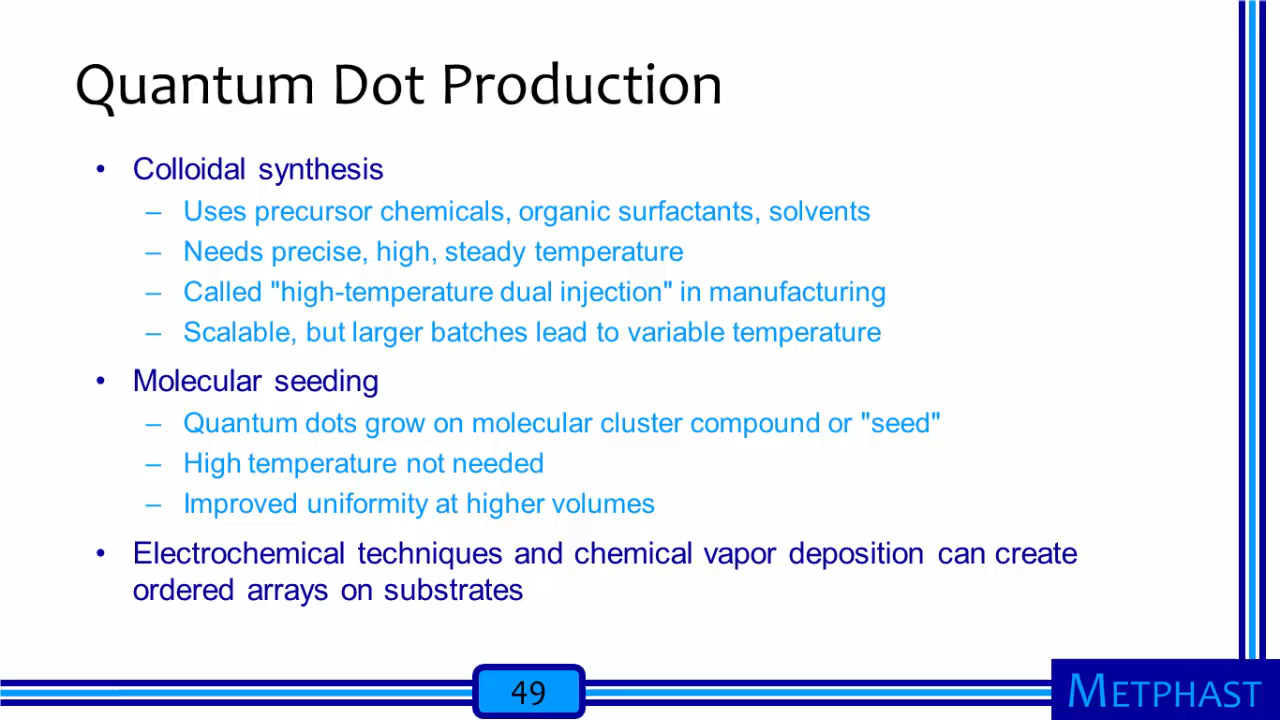 Quantum Dot Production
• Colloidal synthesis
– Uses precursor chemicals, organic surfactants, solvents
– Needs precise, high, steady temperature
– Called "high-temperature dual injection" in manufacturing
– Scalable, but larger batches lead to variable temperature
• Molecular seeding
– Quantum dots grow on molecular cluster compound or "seed"
– High temperature not needed
– Improved uniformity at higher volumes
• Electrochemical techniques and chemical vapor deposition can create
ordered arrays on substrates
49
METPHAST